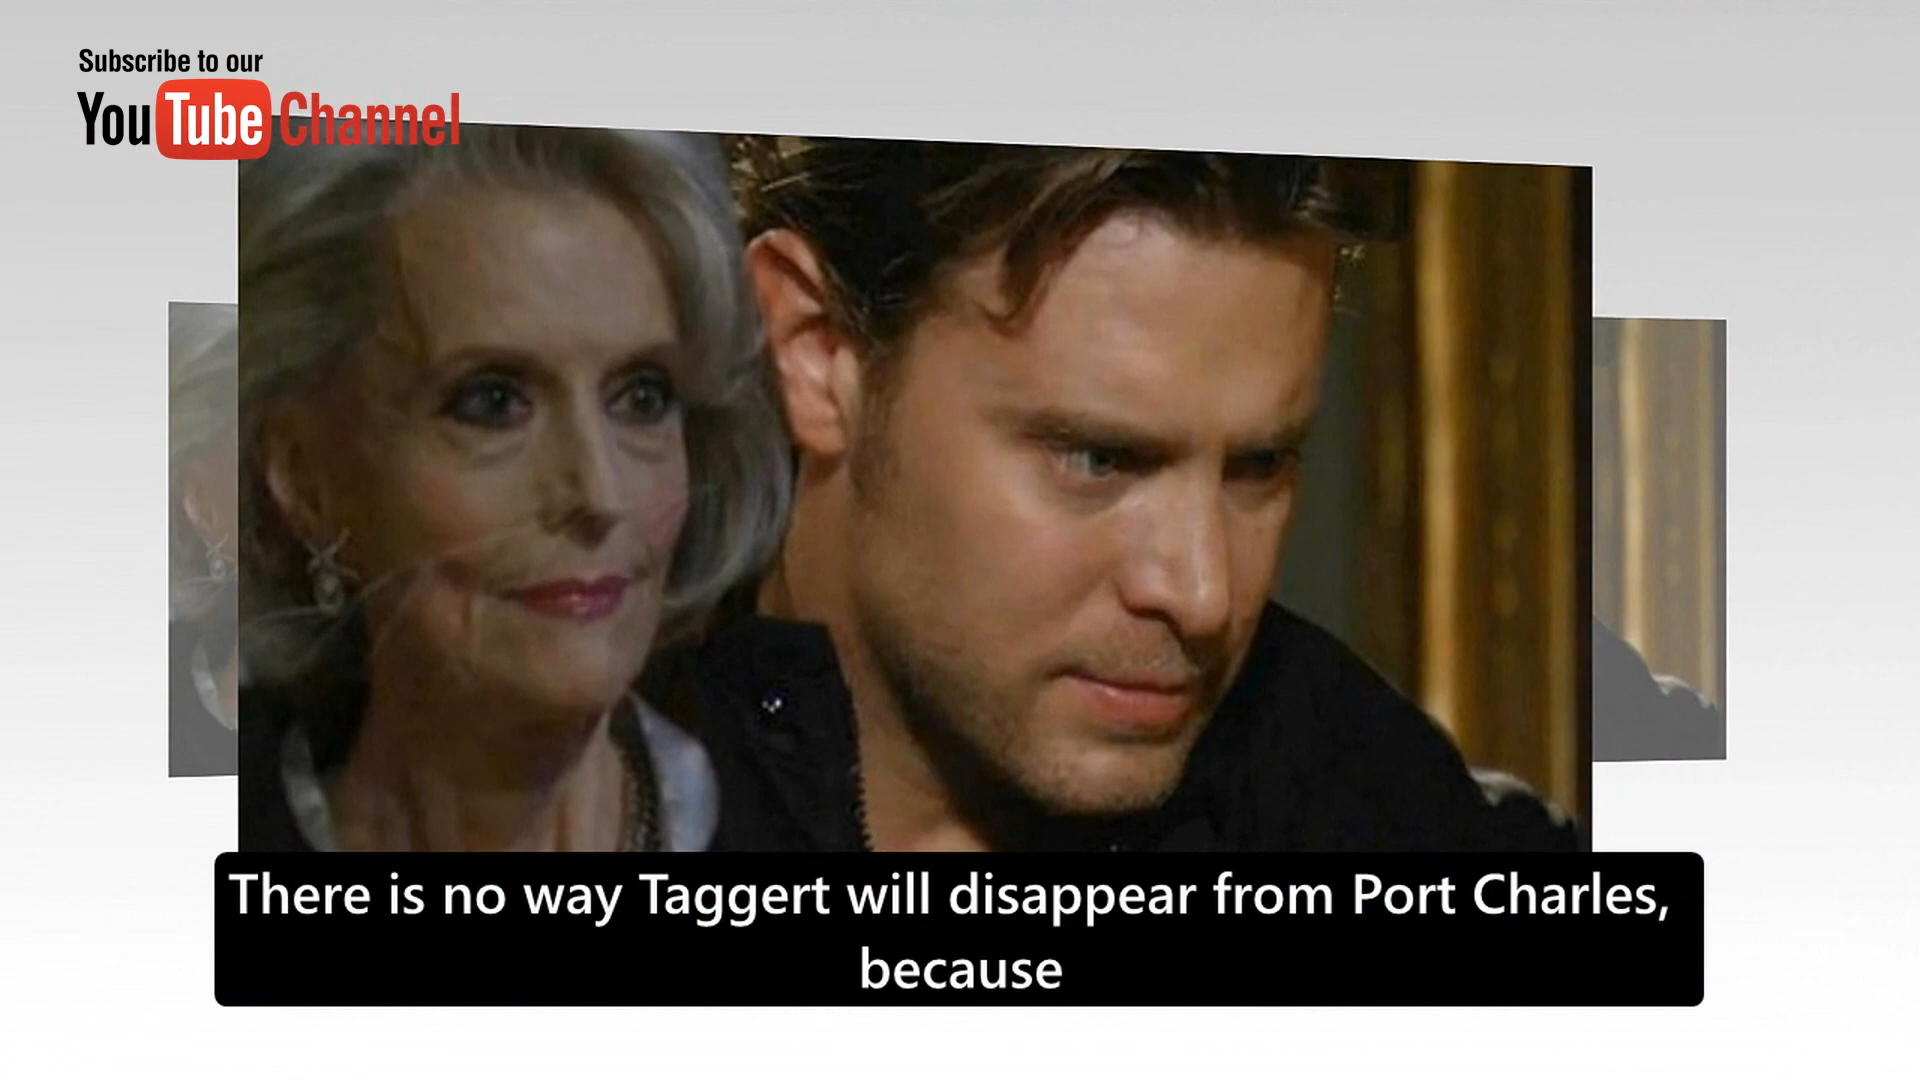 Subscribe to our
YouTube Channel
There is no way Taggert will disappear from Port Charles,
because